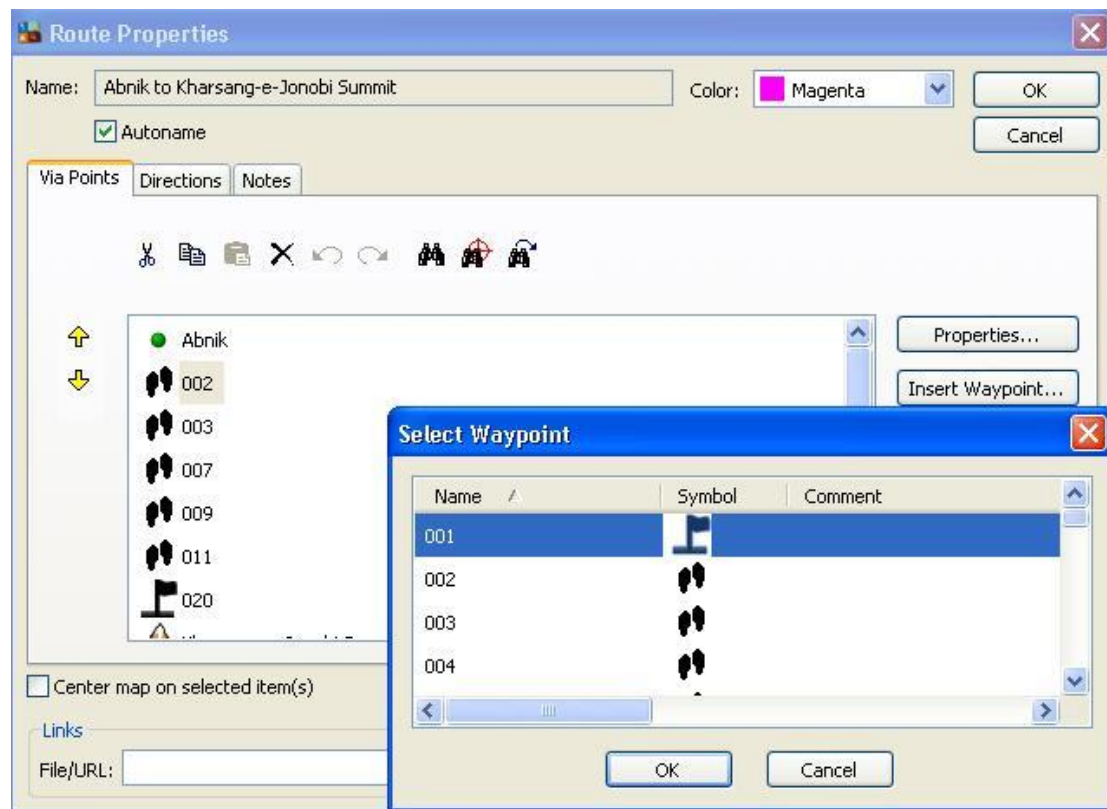 Route Properties
Name: Abnik to Kharsang-e-Jonobi Summit Color: Magenta OK
Autoname Cancel
Via Points Directions Notes
Abnik Properties...
002 Insert Waypoint...
003
007
009
011
020
Center map on selected item(s)
Links
File/URL:
Select Waypoint
Name Symbol Comment
001
002
003
004
OK Cancel